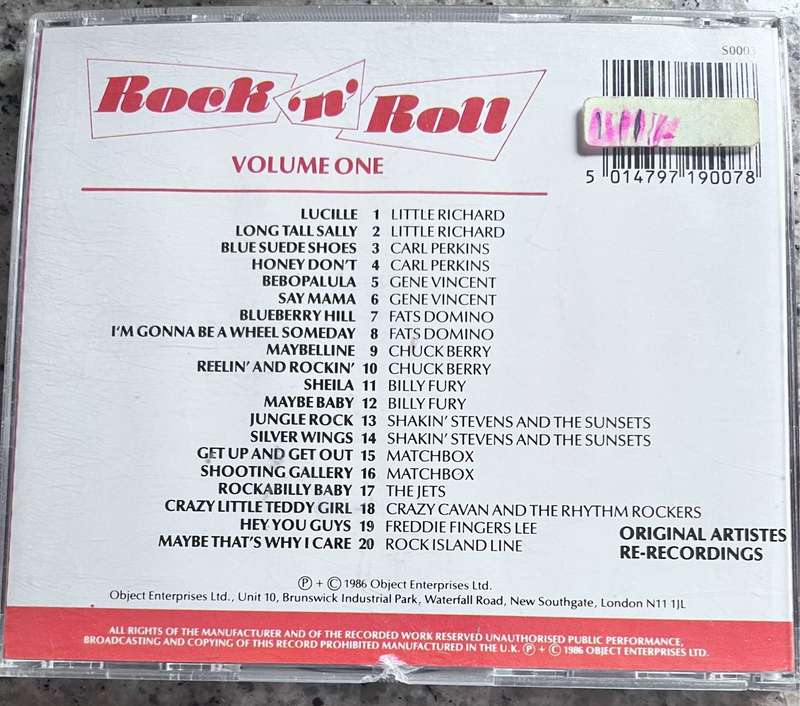 S0003
Rock 'n' Roll
VOLUME ONE
5 014797 190078
LUCILLE 1 LITTLE RICHARD
LONG TALL SALLY 2 LITTLE RICHARD
BLUE SUEDE SHOES 3 CARL PERKINS
HONEY DON'T 4 CARL PERKINS
BEBOPALULA 5 GENE VINCENT
SAY MAMA 6 GENE VINCENT
BLUEBERRY HILL 7 FATS DOMINO
I'M GONNA BE A WHEEL SOMEDAY 8 FATS DOMINO
MAYBELLINE 9 CHUCK BERRY
REELIN' AND ROCKIN' 10 CHUCK BERRY
SHEILA 11 BILLY FURY
MAYBE BABY 12 BILLY FURY
JUNGLE ROCK 13 SHAKIN' STEVENS AND THE SUNSETS
SILVER WINGS 14 SHAKIN' STEVENS AND THE SUNSETS
GET UP AND GET OUT 15 MATCHBOX
SHOOTING GALLERY 16 MATCHBOX
ROCKABILLY BABY 17 THE JETS
CRAZY LITTLE TEDDY GIRL 18 CRAZY CAVAN AND THE RHYTHM ROCKERS
HEY YOU GUYS 19 FREDDIE FINGERS LEE
MAYBE THAT'S WHY I CARE 20 ROCK ISLAND LINE
ORIGINAL ARTISTES
RE-RECORDINGS
℗ + © 1986 Object Enterprises Ltd.
Object Enterprises Ltd., Unit 10, Brunswick Industrial Park, Waterfall Road, New Southgate, London N11 1JL
ALL RIGHTS OF THE MANUFACTURER AND OF THE RECORDED WORK RESERVED UNAUTHORISED PUBLIC PERFORMANCE,
BROADCASTING AND COPYING OF THIS RECORD PROHIBITED MANUFACTURED IN THE U.K. ℗ + © 1986 OBJECT ENTERPRISES LTD.